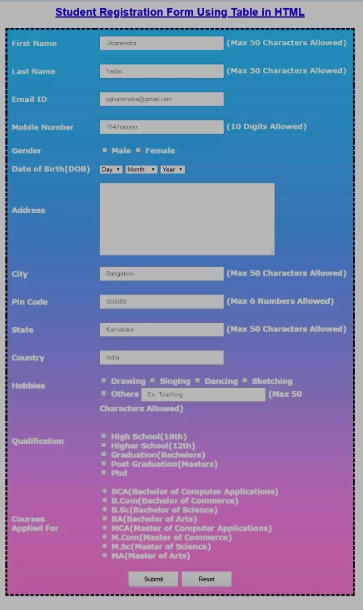 Student Registration Form Using Table in HTML
First Name Ghanendra (Max 50 Characters Allowed)
Last Name Yadav (Max 50 Characters Allowed)
Email ID yghanendra@gmail.com
Mobile Number (10 Digits Allowed)
Gender Male Female
Date of Birth(DOB) Day Month Year
Address
City Bangalore (Max 50 Characters Allowed)
Pin Code (Max 6 Numbers Allowed)
State Karnataka (Max 50 Characters Allowed)
Country India
Hobbies Drawing Singing Dancing Sketching
Others Ex: Teaching (Max 50
Characters Allowed)
Qualification
High School(10th)
Higher School(12th)
Graduation(Bachelors)
Post Graduation(Masters)
Phd
Courses
Applied For
BCA(Bachelor of Computer Applications)
B.Com(Bachelor of Commerce)
B.Sc(Bachelor of Science)
BA(Bachelor of Arts)
MCA(Master of Computer Applications)
M.Com(Master of Commerce)
M.Sc(Master of Science)
MA(Master of Arts)
Submit Reset